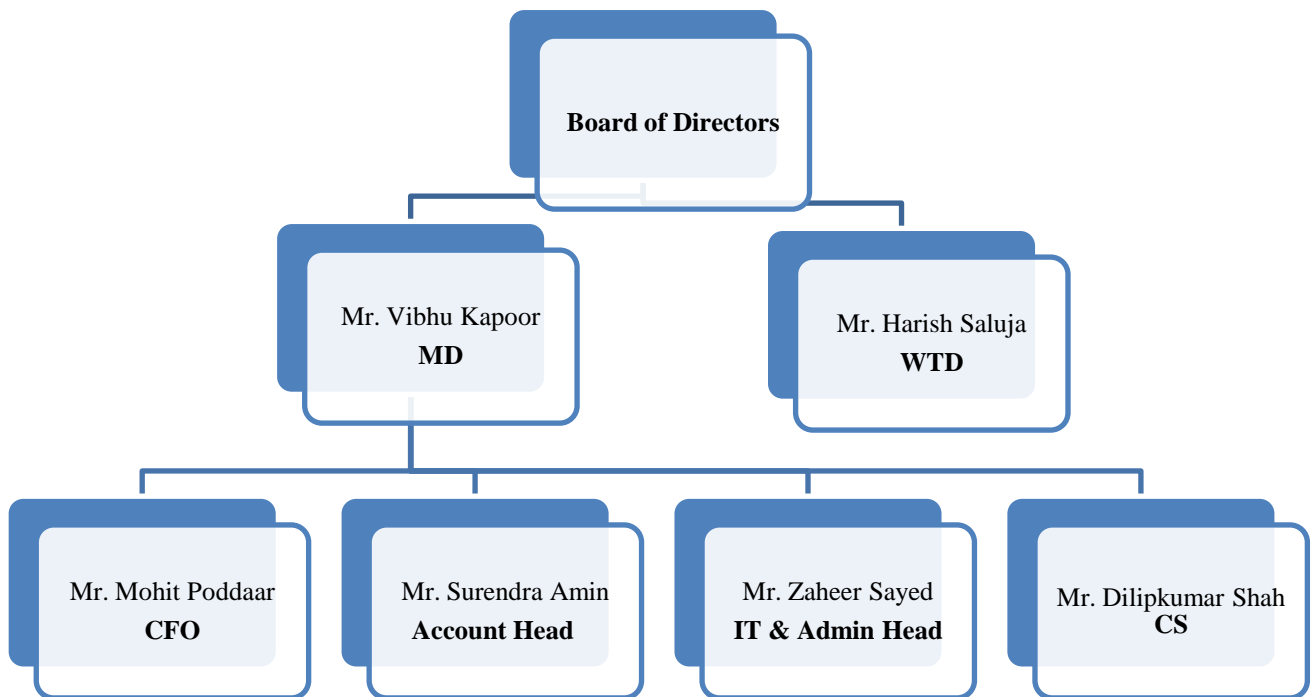 Board of Directors
Mr. Vibhu Kapoor
MD
Mr. Harish Saluja
WTD
Mr. Mohit Poddaar
CFO
Mr. Surendra Amin
Account Head
Mr. Zaheer Sayed
IT & Admin Head
Mr. Dilipkumar Shah
CS